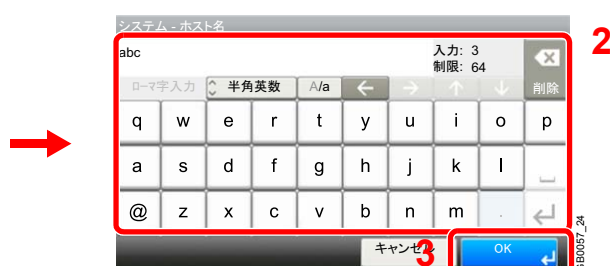 システム - ホスト名
abc
入力: 3
制限: 64
2
ローマ字入力 半角英数 A/a ← → ↑ ↓ 削除
q w e r t y u i o p
a s d f g h j k l
@ z x c v b n m .
キャンセル
3
OK